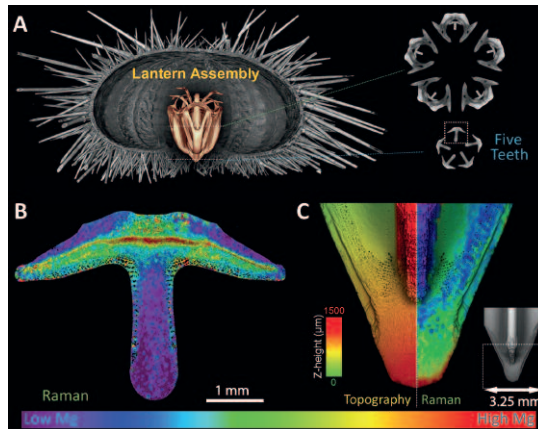 A
Lantern Assembly
Five
Teeth
B
Raman
1 mm
C
Z-height (µm)
1500
0
Topography
Raman
3.25 mm
Low Mg
High Mg